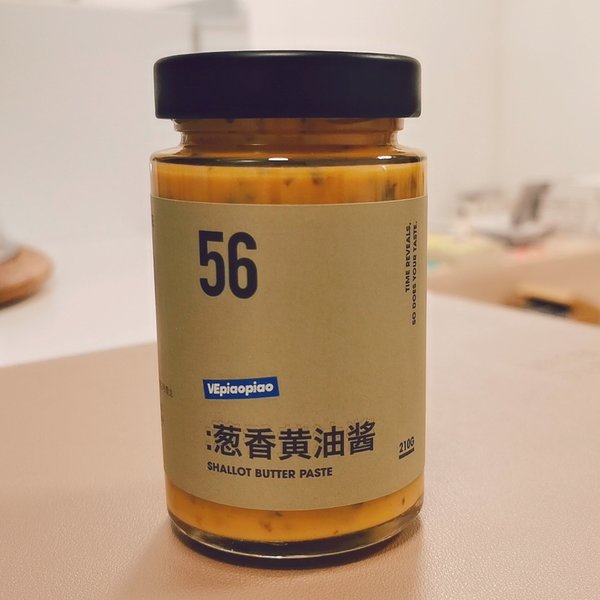 56
TIME REVEALS,
SO DOES YOUR TASTE.
VEpiaopiao
:葱香黄油酱
SHALLOT BUTTER PASTE
210G